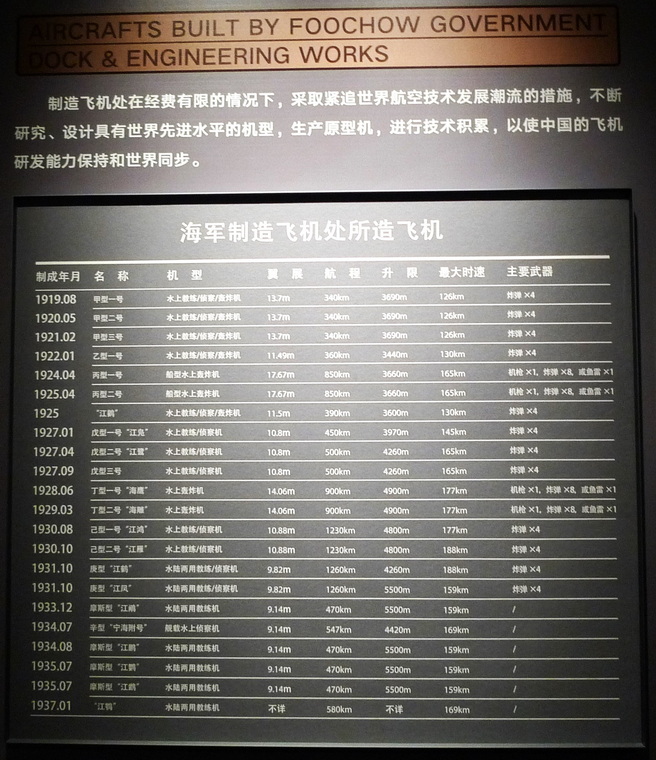 AIRCRAFTS BUILT BY FOOCHOW GOVERNMENT
DOCK & ENGINEERING WORKS
制造飞机处在经费有限的情况下，采取紧追世界航空技术发展潮流的措施，不断
研究、设计具有世界先进水平的机型，生产原型机，进行技术积累，以使中国的飞机
研发能力保持和世界同步。
海军制造飞机处所造飞机
制成年月 名 称 机 型 翼 展 航 程 升 限 最大时速 主要武器
1919.08 甲型一号 水上教练/侦察/轰炸机 13.7m 340km 3690m 126km 炸弹 ×4
1920.05 甲型二号 水上教练/侦察/轰炸机 13.7m 340km 3690m 126km 炸弹 ×4
1921.02 甲型三号 水上教练/侦察/轰炸机 13.7m 340km 3690m 126km 炸弹 ×4
1922.01 乙型一号 水上教练/侦察/轰炸机 11.49m 360km 3440m 130km 炸弹 ×4
1924.04 丙型一号 船型水上轰炸机 17.67m 850km 3660m 165km 机枪 ×1，炸弹 ×8，或鱼雷 ×1
1925.04 丙型二号 船型水上轰炸机 17.67m 850km 3660m 165km 机枪 ×1，炸弹 ×8，或鱼雷 ×1
1925 “江鹢” 水上教练/侦察/轰炸机 11.5m 390km 3600m 130km 炸弹 ×4
1927.01 戊型一号“江凫” 水上教练/侦察机 10.8m 450km 3970m 145km 炸弹 ×4
1927.04 戊型二号“江鹭” 水上教练/侦察机 10.8m 500km 4260m 165km 炸弹 ×4
1927.09 戊型三号 水上教练/侦察机 10.8m 500km 4260m 165km 炸弹 ×4
1928.06 丁型一号“海鹰” 水上轰炸机 14.06m 900km 4900m 177km 机枪 ×1，炸弹 ×8，或鱼雷 ×1
1929.03 丁型二号“海雕” 水上轰炸机 14.06m 900km 4900m 177km 机枪 ×1，炸弹 ×8，或鱼雷 ×1
1930.08 己型一号“江鸿” 水上教练/侦察机 10.88m 1230km 4800m 177km 炸弹 ×4
1930.10 己型二号“江雁” 水上教练/侦察机 10.88m 1230km 4800m 188km 炸弹 ×4
1931.10 庚型“江鹤” 水陆两用教练/侦察机 9.82m 1260km 4260m 188km 炸弹 ×4
1931.10 庚型“江凤” 水陆两用教练/侦察机 9.82m 1260km 5500m 159km 炸弹 ×4
1933.12 摩斯型 水陆两用教练机 9.14m 470km 5500m 159km /
1934.07 辛型“宁海附号” 舰载水上侦察机 9.14m 547km 4420m 169km /
1934.08 摩斯型 水陆两用教练机 9.14m 470km 5500m 159km /
1935.07 摩斯型 水陆两用教练机 9.14m 470km 5500m 159km /
1935.07 摩斯型 水陆两用教练机 9.14m 470km 5500m 159km /
1937.01 水陆两用教练机 不详 580km 不详 169km /